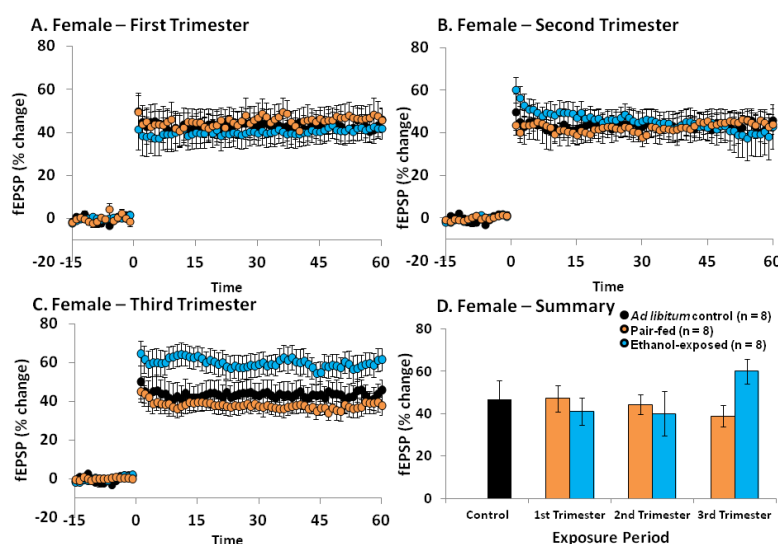 A. Female – First Trimester
80
60
40
20
0
-20
fEPSP (% change)
-15
0
15
30
45
60
Time
B. Female – Second Trimester
80
60
40
20
0
-20
fEPSP (% change)
-15
0
15
30
45
60
Time
C. Female – Third Trimester
80
60
40
20
0
-20
fEPSP (% change)
-15
0
15
30
45
60
Time
D. Female – Summary
Ad libitum control (n = 8)
Pair-fed (n = 8)
Ethanol-exposed (n = 8)
80
60
40
20
0
fEPSP (% change)
Control
1st Trimester
2nd Trimester
3rd Trimester
Exposure Period